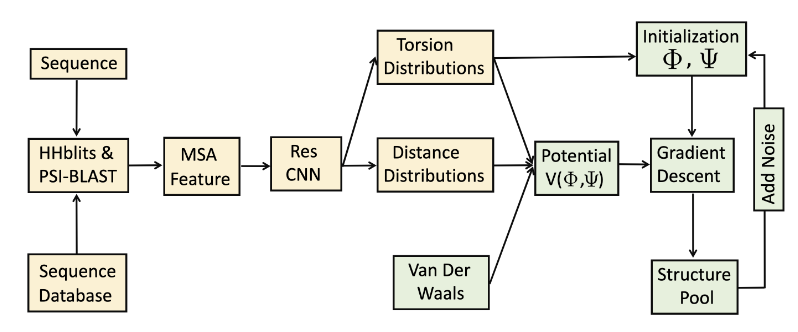 Sequence
HHblits &
PSI-BLAST
Sequence
Database
MSA
Feature
Res
CNN
Torsion
Distributions
Distance
Distributions
Van Der
Waals
Potential
V(Φ,Ψ)
Initialization
Φ, Ψ
Gradient
Descent
Structure
Pool
Add Noise